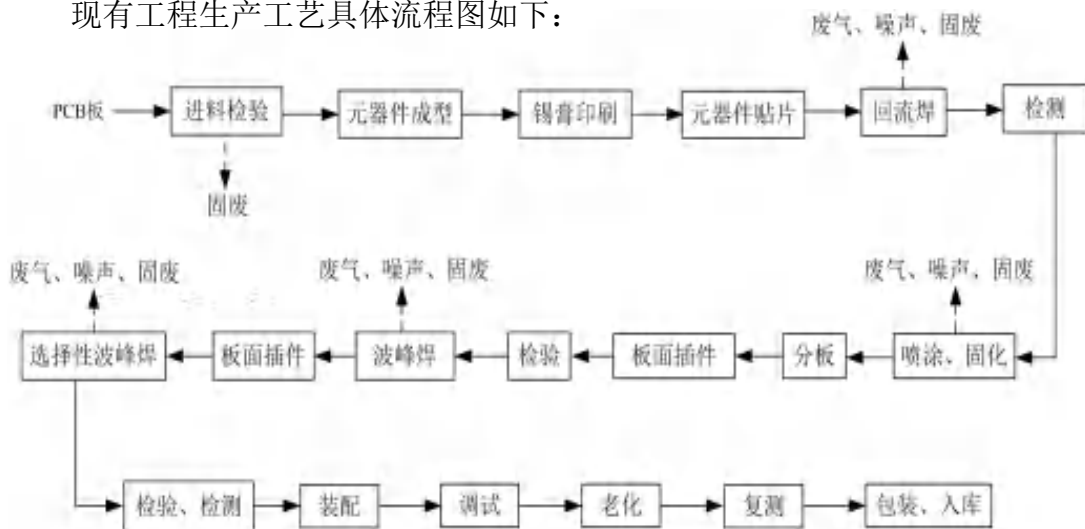 现有工程生产工艺具体流程图如下：
废气、噪声、固废
PCB板 进料检验 元器件成型 锡膏印刷 元器件贴片 回流焊 检测
固废
废气、噪声、固废 废气、噪声、固废 废气、噪声、固废
选择性波峰焊 板面插件 波峰焊 检验 板面插件 分板 喷涂、固化
检验、检测 装配 调试 老化 复测 包装、入库